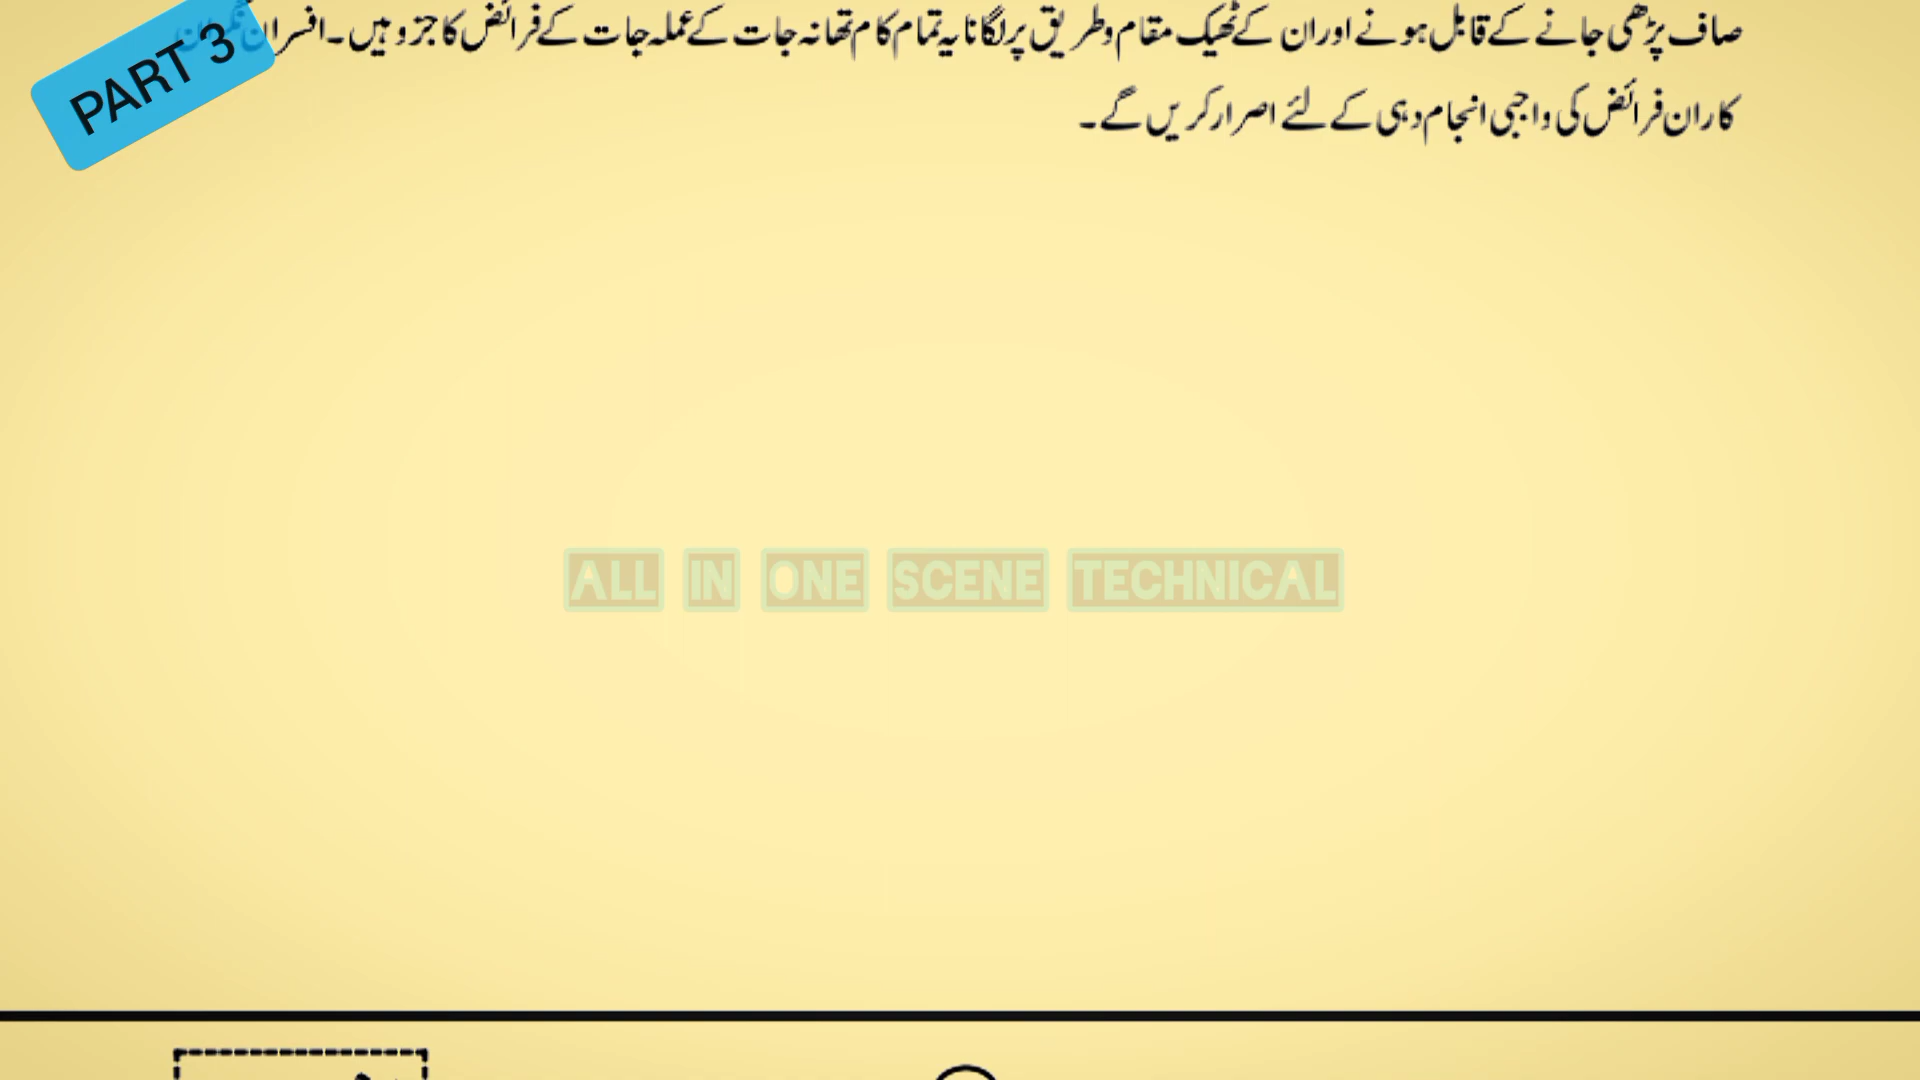 صاف پڑھی جانے کے قابل ہونے اور ان کے ٹھیک مقام و طریق پر لگانا یہ تمام کام تھانہ جات کے عملہ جات کے فرائض کا جزو ہیں۔ افسران نگران
PART 3
کاران فرائض کی واجبی انجام دہی کے لئے اصرار کریں گے۔
ALL IN ONE SCENE TECHNICAL